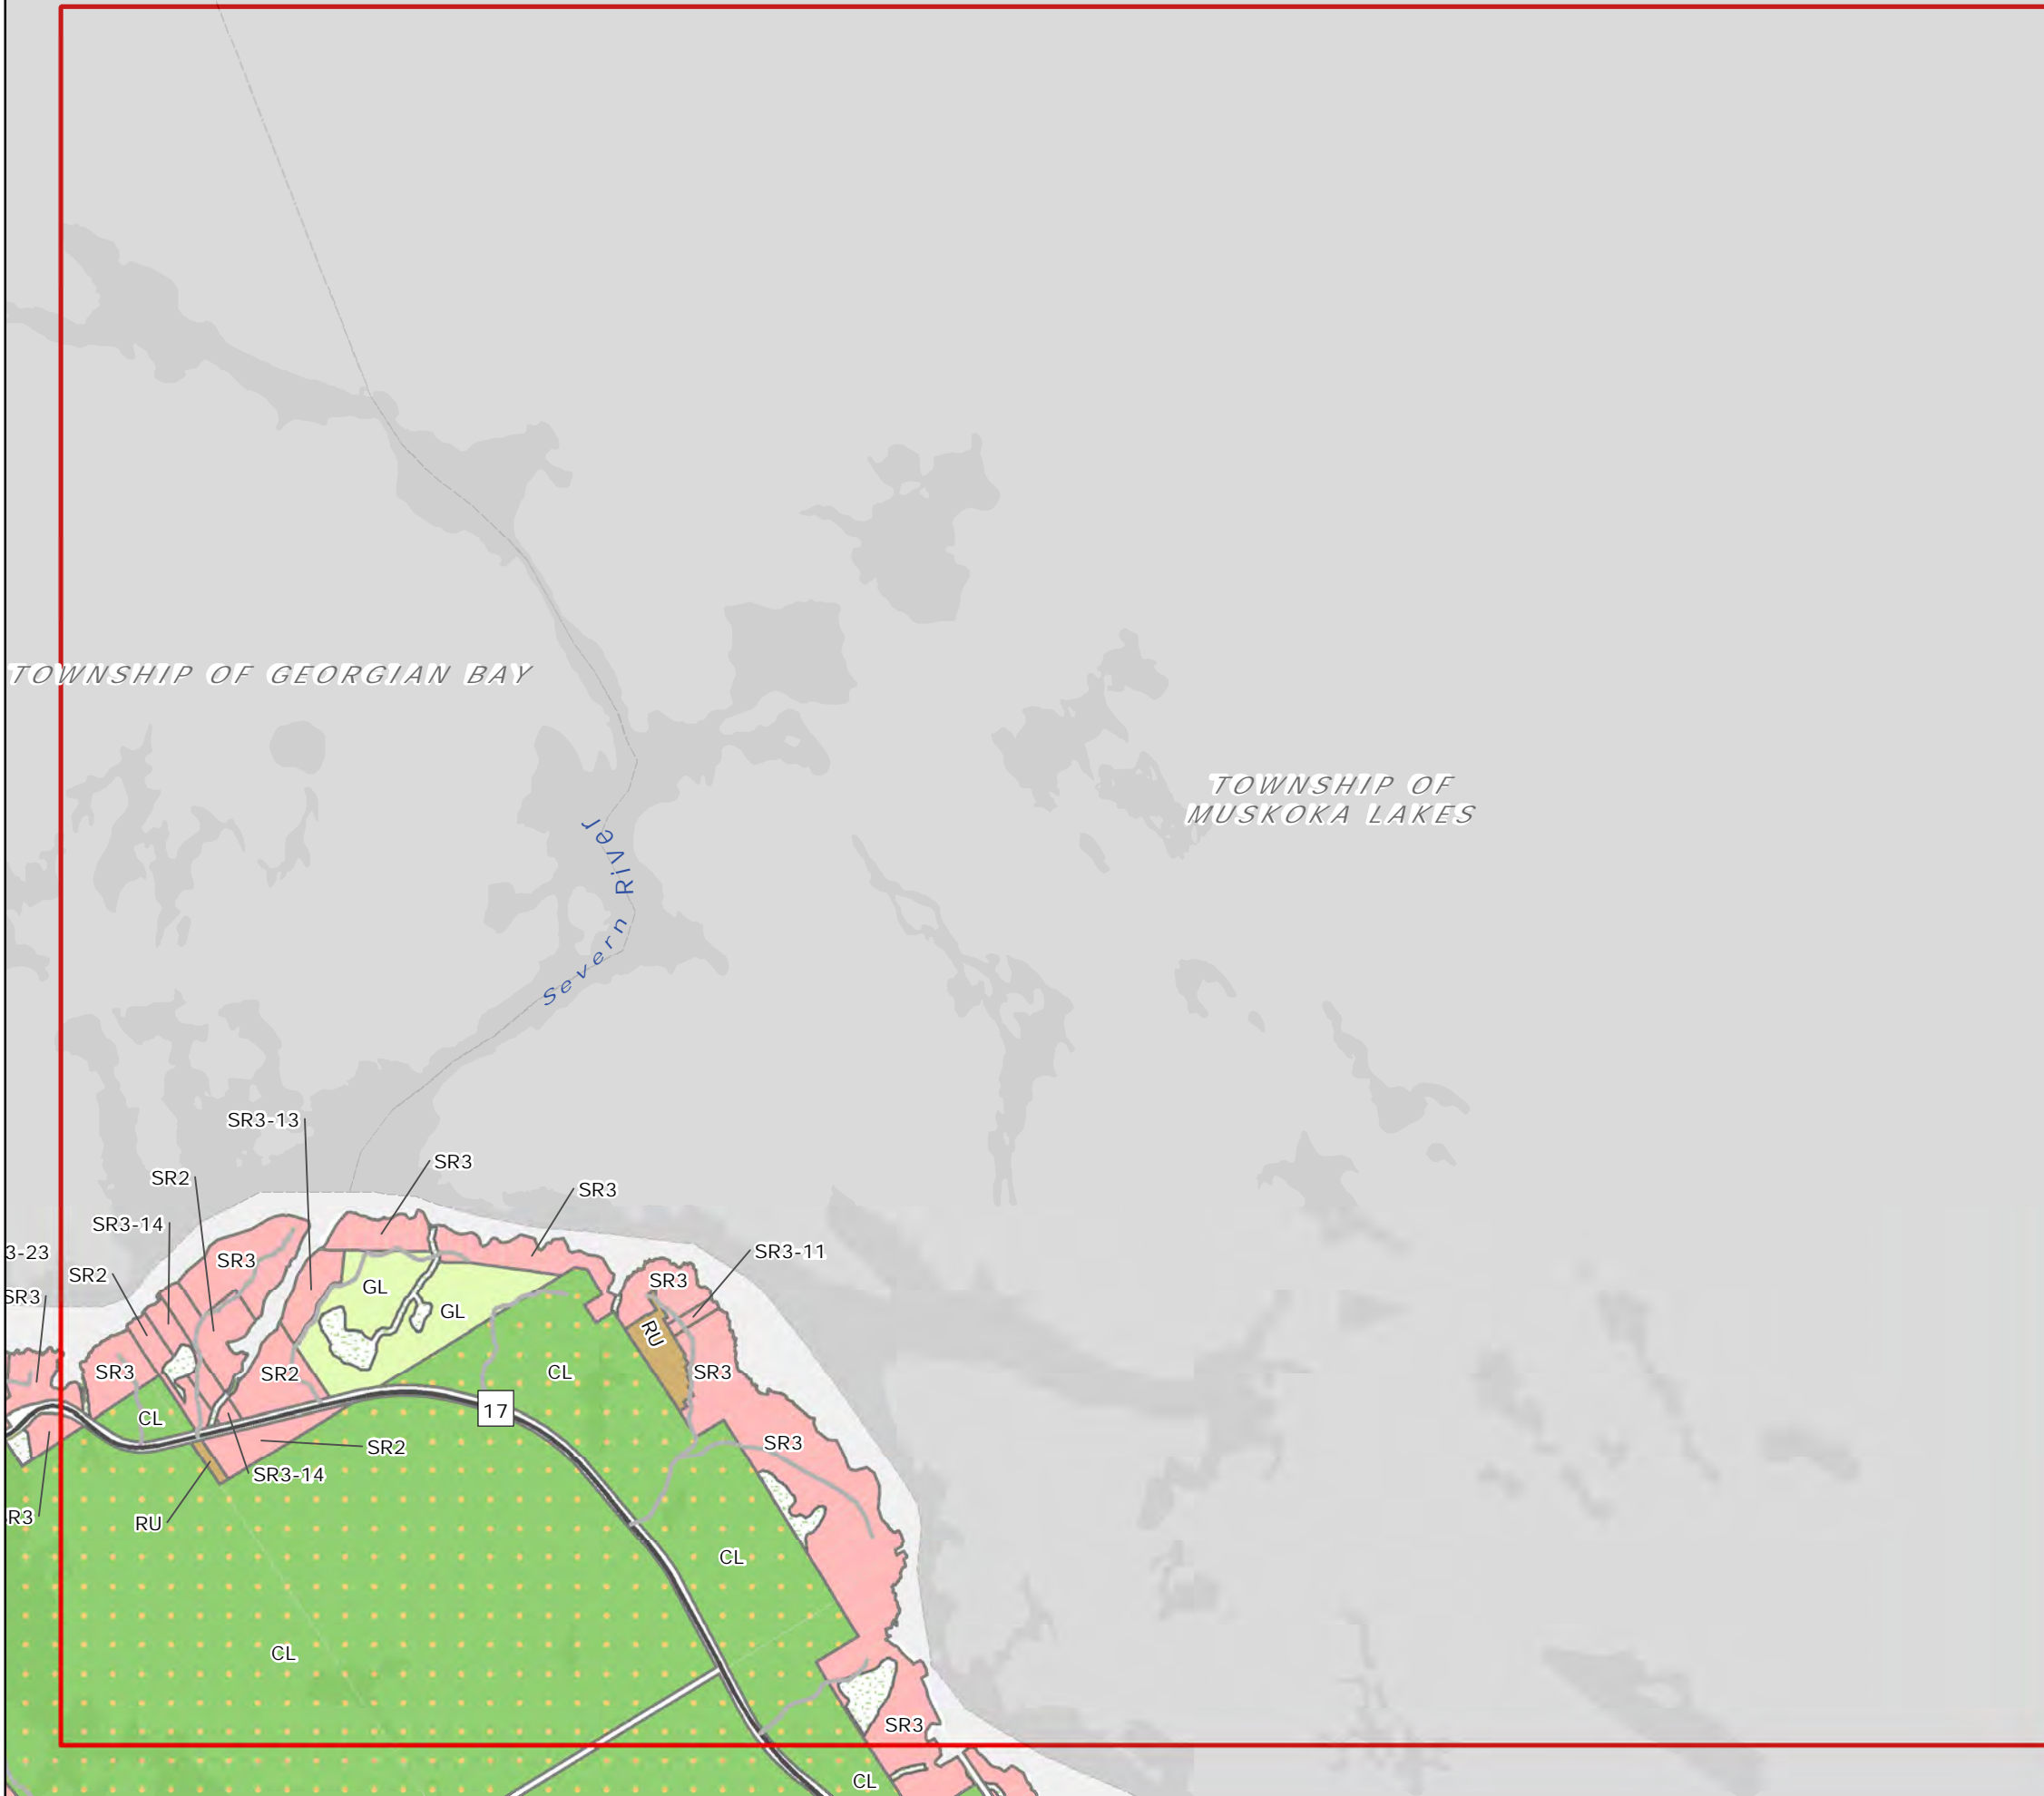 TOWNSHIP OF GEORGIAN BAY
TOWNSHIP OF
MUSKOKA LAKES
Severn River
SR3-13
SR3
SR2
SR3
SR3-14
3-23
SR3
SR3-11
SR2
SR3
SR3
GL
GL
RU
SR3
SR2
CL
SR3
17
CL
SR3
SR2
SR3-14
R3
RU
CL
CL
SR3
CL